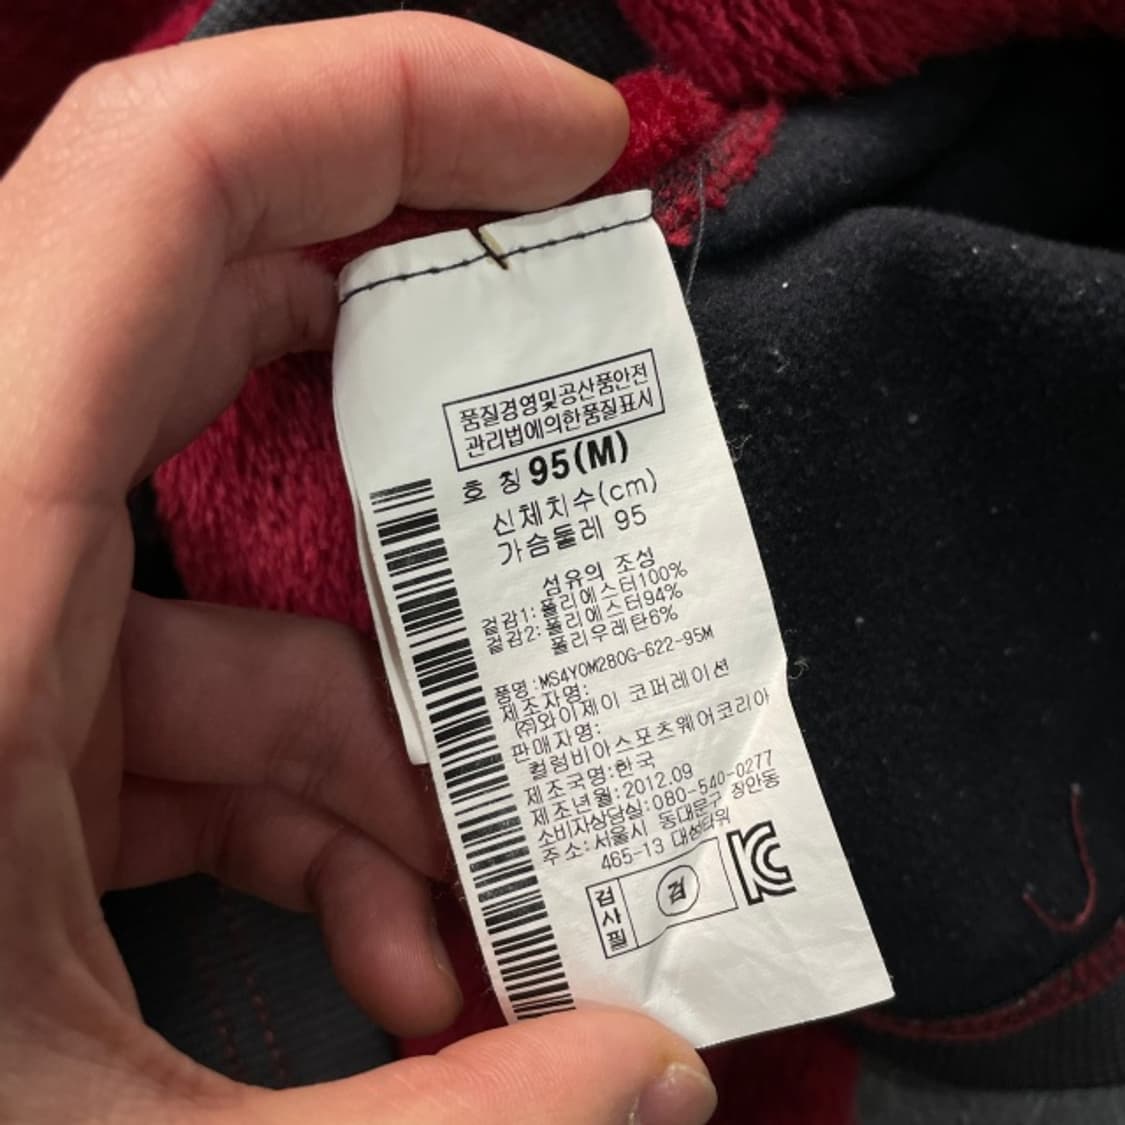 품질경영및공산품안전
관리법에의한품질표시
호 칭 95(M)
신체치수(cm)
가슴둘레 95
섬유의 조성
겉감1: 폴리에스터100%
겉감2: 폴리에스터94%
폴리우레탄6%
품명:MS4YOM280G-622-95M
제조자명:
(주)와이제이 코퍼레이션
판매자명:
컬럼비아스포츠웨어코리아
제조국명:한국
제조년월:2012.09
소비자상담실:080-540-0277
주소:서울시 동대문구 장안동
465-13 대성타워
검사필
검
KC